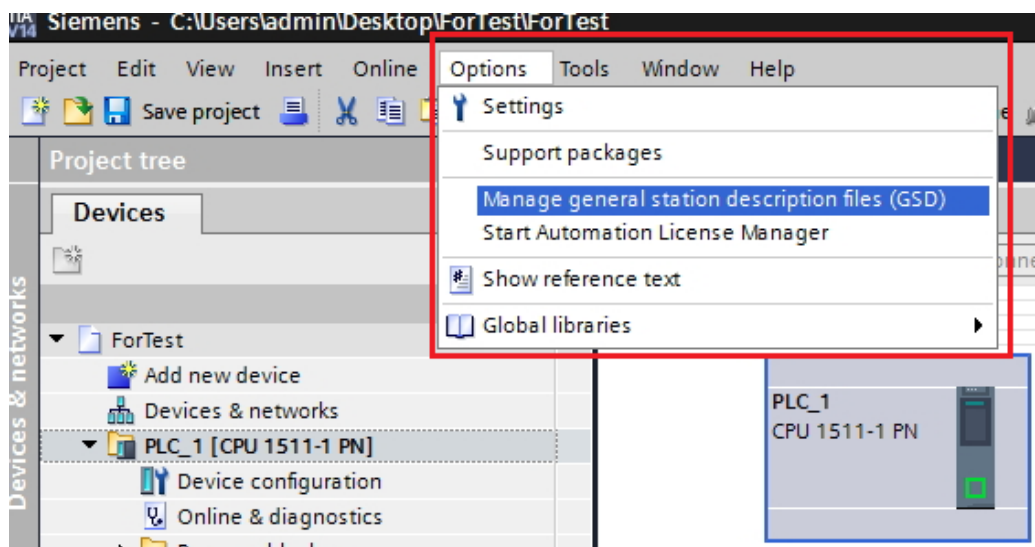 TIA V14 Siemens - C:\Users\admin\Desktop\ForTest\ForTest
Project Edit View Insert Online Options Tools Window Help
Save project
Settings
Support packages
Manage general station description files (GSD)
Start Automation License Manager
Show reference text
Global libraries
Project tree
Devices
Devices & networks
ForTest
Add new device
Devices & networks
PLC_1 [CPU 1511-1 PN]
Device configuration
Online & diagnostics
PLC_1
CPU 1511-1 PN